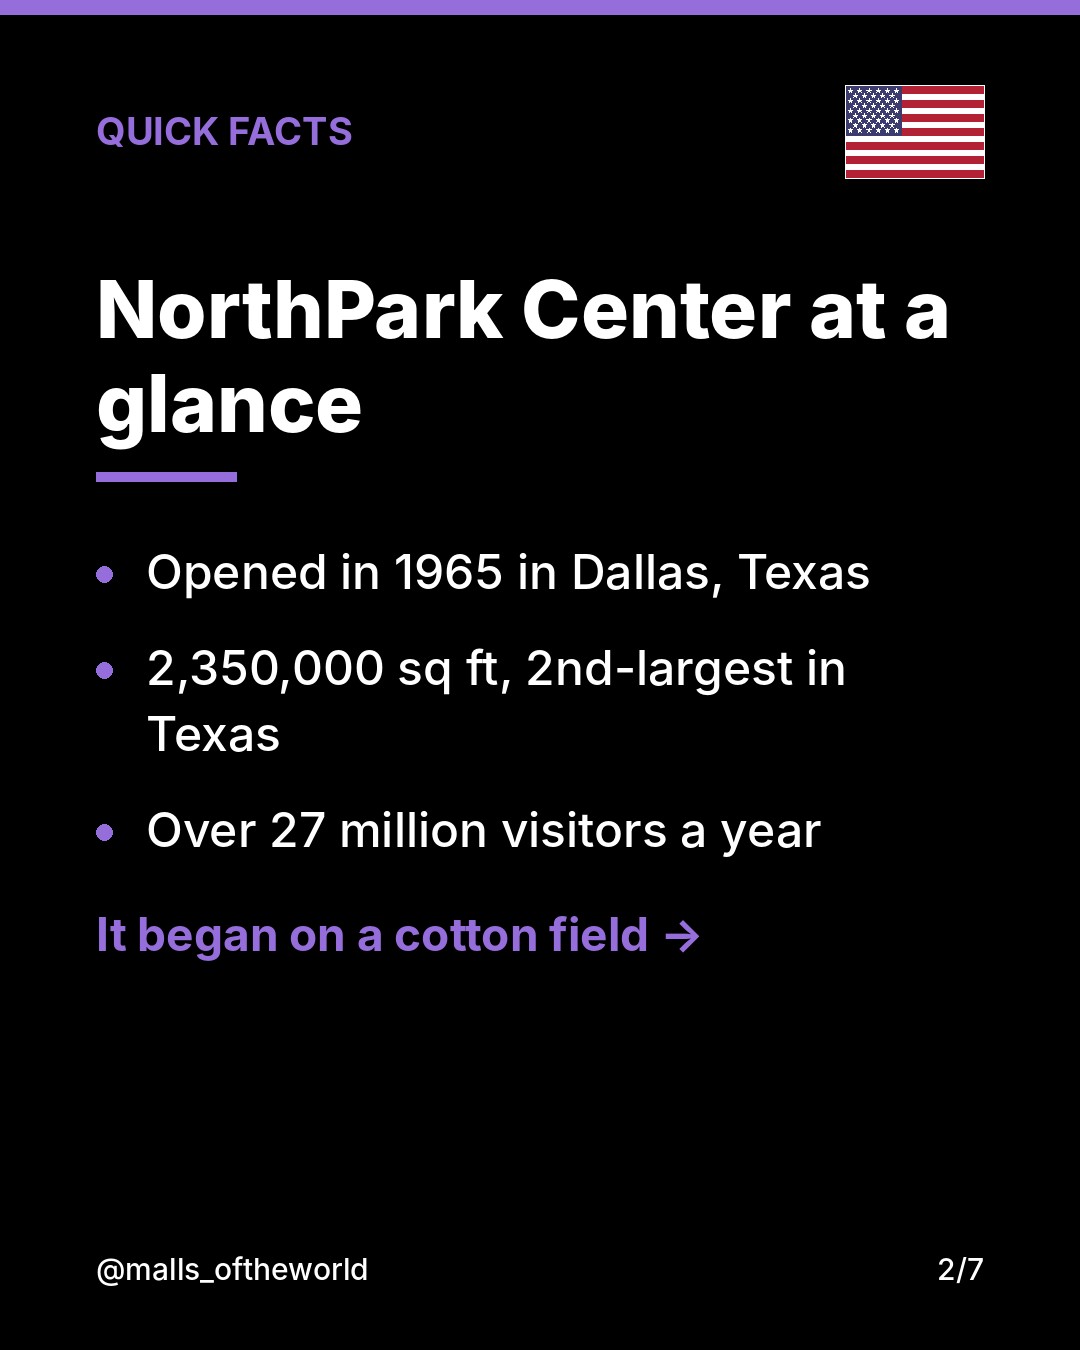 QUICK FACTS
NorthPark Center at a
glance
• Opened in 1965 in Dallas, Texas
• 2,350,000 sq ft, 2nd-largest in
Texas
• Over 27 million visitors a year
It began on a cotton field →
@malls_oftheworld
2/7